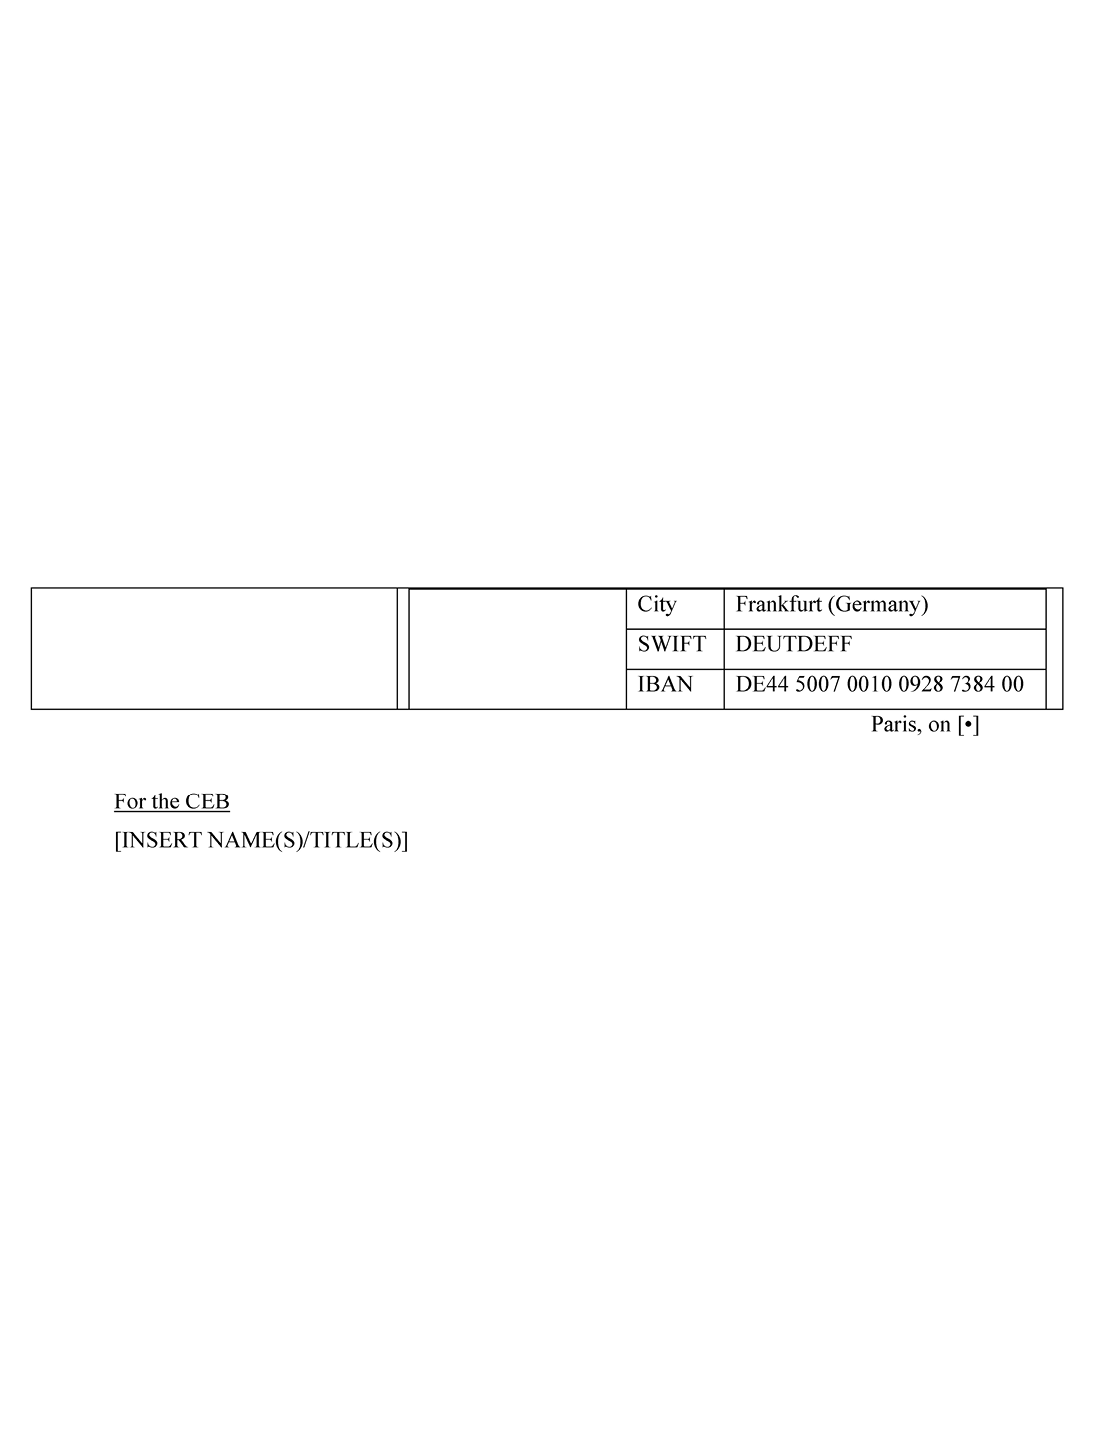 City Frankfurt (Germany)
SWIFT DEUTDEFF
IBAN DE44 5007 0010 0928 7384 00
Paris, on [•]
For the CEB
[INSERT NAME(S)/TITLE(S)]